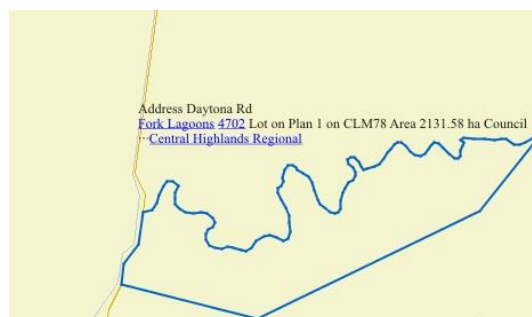 Address Daytona Rd
Fork Lagoons 4702 Lot on Plan 1 on CLM78 Area 2131.58 ha Council
Central Highlands Regional